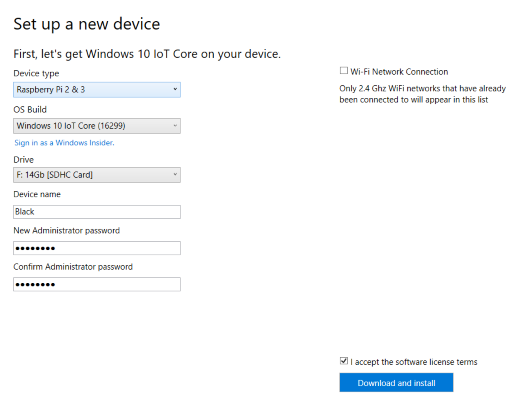 Set up a new device
First, let's get Windows 10 IoT Core on your device.
Device type
Raspberry Pi 2 & 3
OS Build
Windows 10 IoT Core (16299)
Sign in as a Windows Insider.
Drive
F: 14Gb [SDHC Card]
Device name
Black
New Administrator password
●●●●●●●●
Confirm Administrator password
●●●●●●●●
Wi-Fi Network Connection
Only 2.4 Ghz WiFi networks that have already
been connected to will appear in this list
I accept the software license terms
Download and install